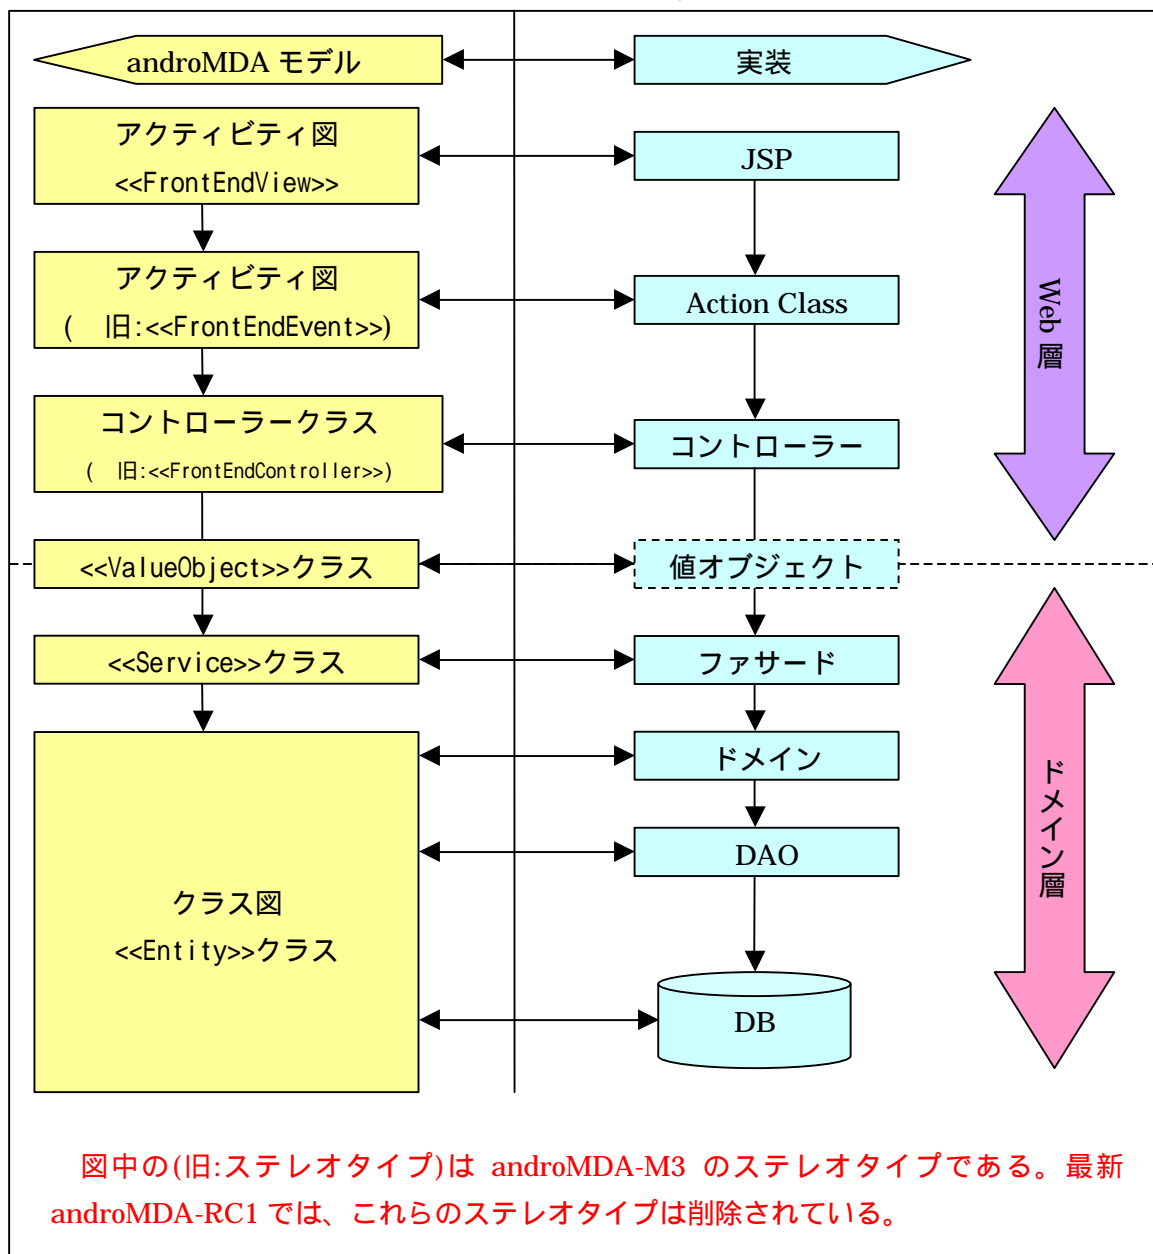 androMDA モデル
実装
アクティビティ図
<<FrontEndView>>
JSP
アクティビティ図
( 旧:<<FrontEndEvent>>)
Action Class
コントローラークラス
( 旧:<<FrontEndController>>)
コントローラー
Web 層
<<ValueObject>>クラス
値オブジェクト
<<Service>>クラス
ファサード
ドメイン
DAO
クラス図
<<Entity>>クラス
DB
ドメイン層
図中の(旧:ステレオタイプ)は androMDA-M3 のステレオタイプである。最新
androMDA-RC1 では、これらのステレオタイプは削除されている。